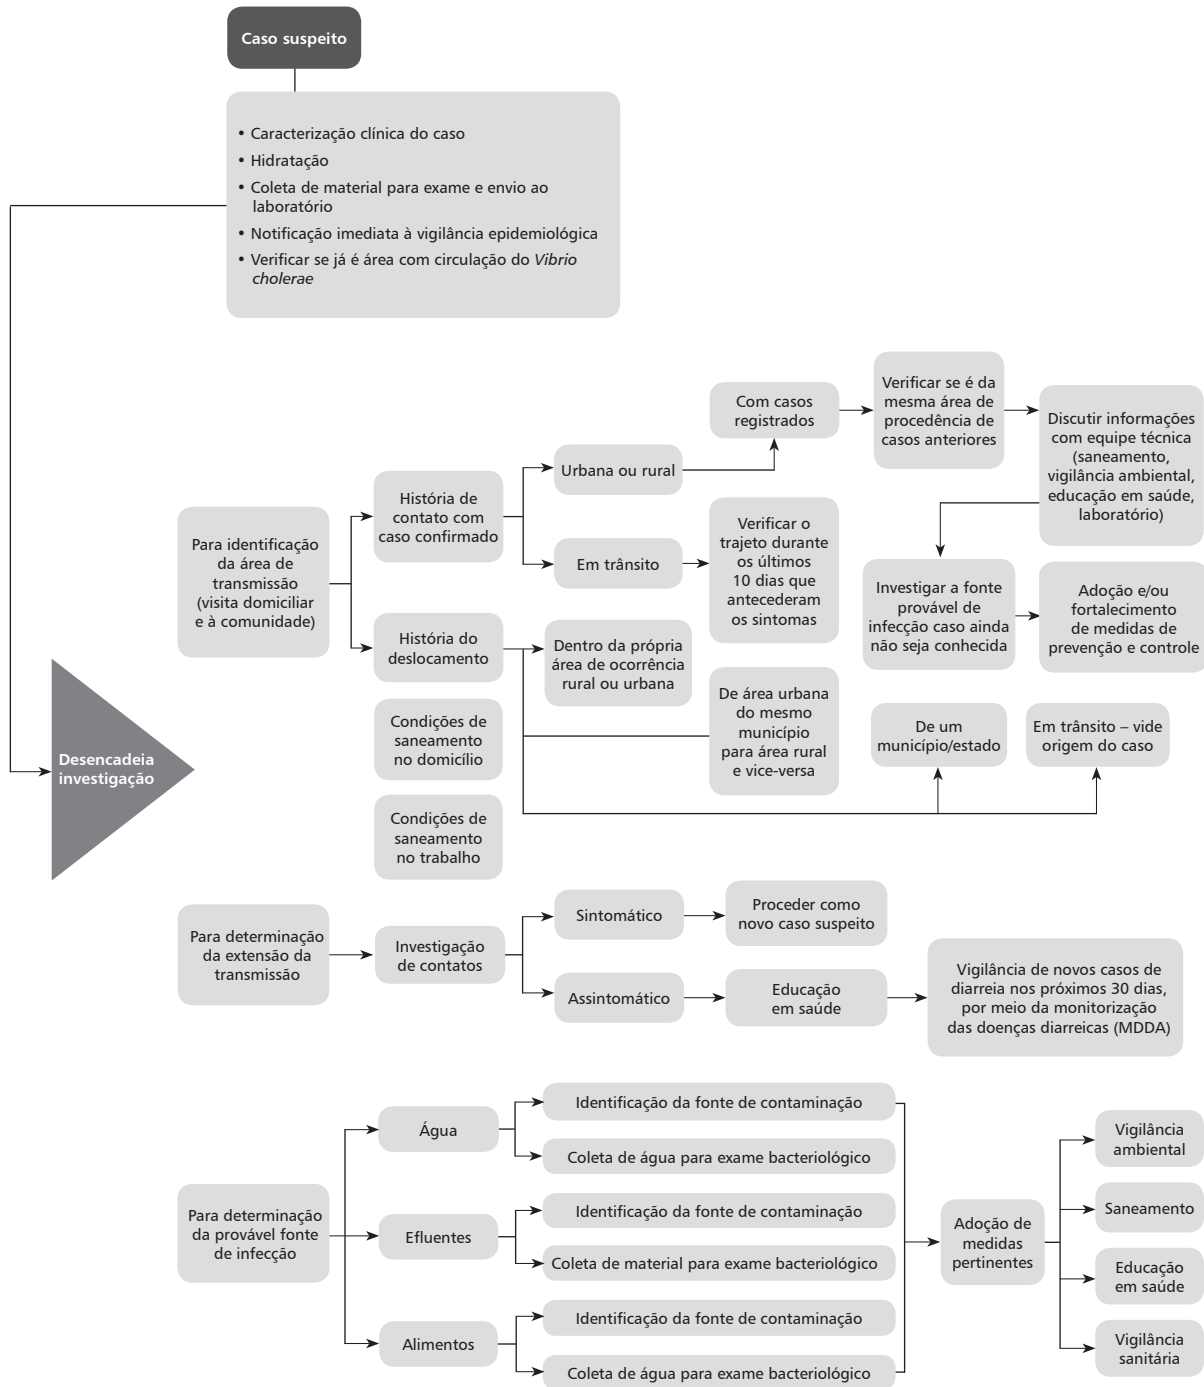 Caso suspeito
• Caracterização clínica do caso
• Hidratação
• Coleta de material para exame e envio ao
laboratório
• Notificação imediata à vigilância epidemiológica
• Verificar se já é área com circulação do Vibrio
cholerae
Desencadeia
investigação
Para identificação
da área de
transmissão
(visita domiciliar
e à comunidade)
História de
contato com
caso confirmado
Urbana ou rural
Com casos
registrados
Verificar se é da
mesma área de
procedência de
casos anteriores
Discutir informações
com equipe técnica
(saneamento,
vigilância ambiental,
educação em saúde,
laboratório)
Em trânsito
Verificar o
trajeto durante
os últimos
10 dias que
antecederam
os sintomas
Investigar a fonte
provável de
infecção caso ainda
não seja conhecida
Adoção e/ou
fortalecimento
de medidas de
prevenção e controle
História do
deslocamento
Dentro da própria
área de ocorrência
rural ou urbana
De área urbana
do mesmo
município
para área rural
e vice-versa
De um
município/estado
Em trânsito – vide
origem do caso
Condições de
saneamento
no domicílio
Condições de
saneamento
no trabalho
Para determinação
da extensão da
transmissão
Investigação
de contatos
Sintomático
Proceder como
novo caso suspeito
Assintomático
Educação
em saúde
Vigilância de novos casos de
diarreia nos próximos 30 dias,
por meio da monitorização
das doenças diarreicas (MDDA)
Para determinação
da provável fonte
de infecção
Água
Identificação da fonte de contaminação
Coleta de água para exame bacteriológico
Efluentes
Identificação da fonte de contaminação
Coleta de material para exame bacteriológico
Alimentos
Identificação da fonte de contaminação
Coleta de água para exame bacteriológico
Adoção de
medidas
pertinentes
Vigilância
ambiental
Saneamento
Educação
em saúde
Vigilância
sanitária